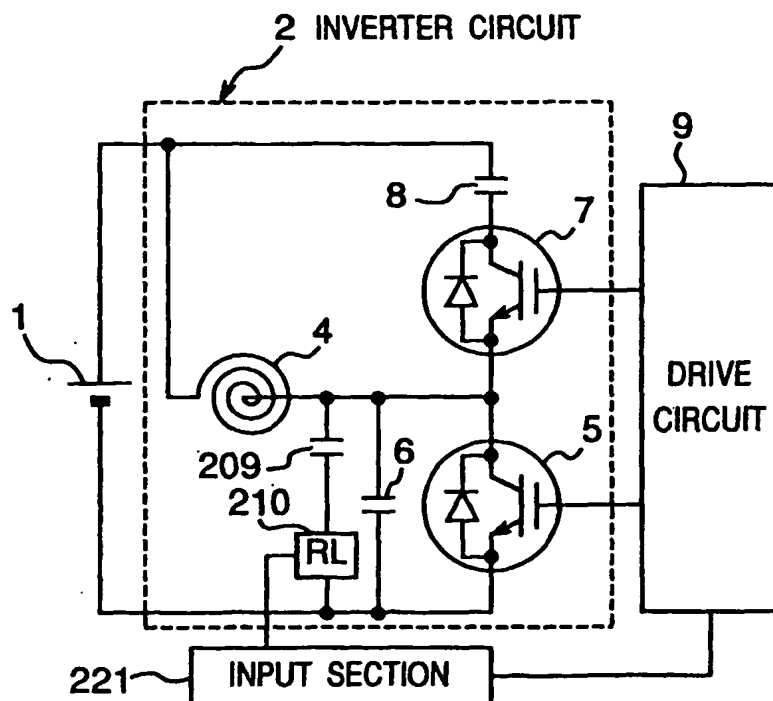 2 INVERTER CIRCUIT
9
8
7
1
4
DRIVE
CIRCUIT
5
209
6
210
RL
221
INPUT SECTION